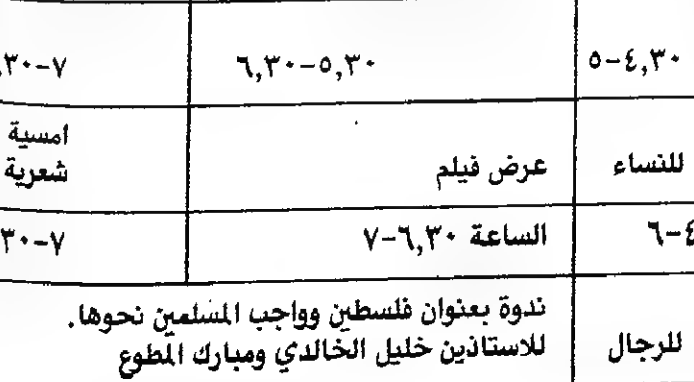 ٤,٣٠-٥
٥,٣٠-٦,٣٠
٧-,٣٠
للنساء
عرض فيلم
امسية
شعرية
٤-٦
الساعة ٦,٣٠-٧
٧-٣٠
للرجال
ندوة بعنوان فلسطين وواجب المسلمين نحوها.
للاستاذين خليل الخالدي ومبارك المطوع